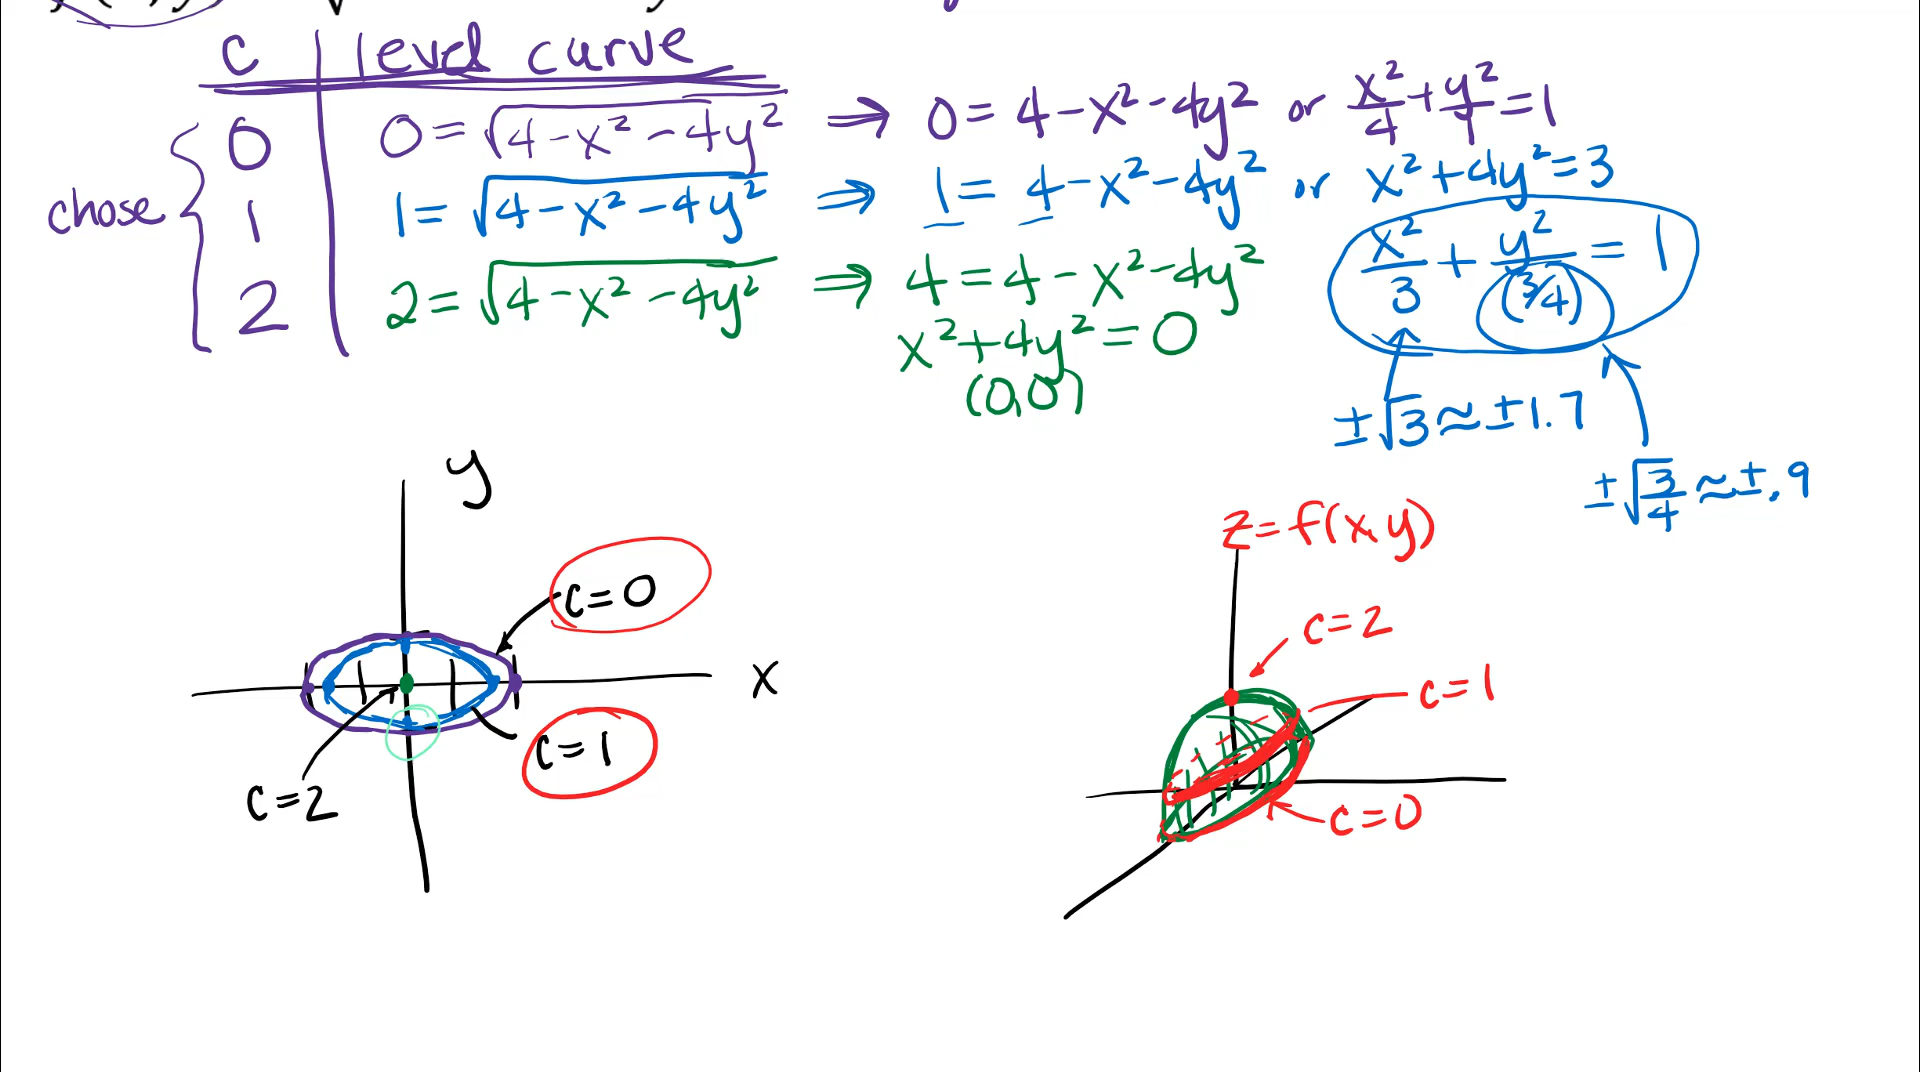 c | level curve
0 0 = √4-x²-4y² ⇒ 0 = 4-x²-4y² or x²/4 + y²/1 = 1
chose 1 1 = √4-x²-4y² ⇒ 1 = 4-x²-4y² or x²+4y²=3
x²/3 + y²/(3/4) = 1
2 2 = √4-x²-4y² ⇒ 4 = 4-x²-4y²
x²+4y²=0
(0,0)
±√3 ≈ ±1.7
±√3/4 ≈ ±.9
y
x
c=0
c=1
c=2
z=f(x,y)
c=2
c=1
c=0